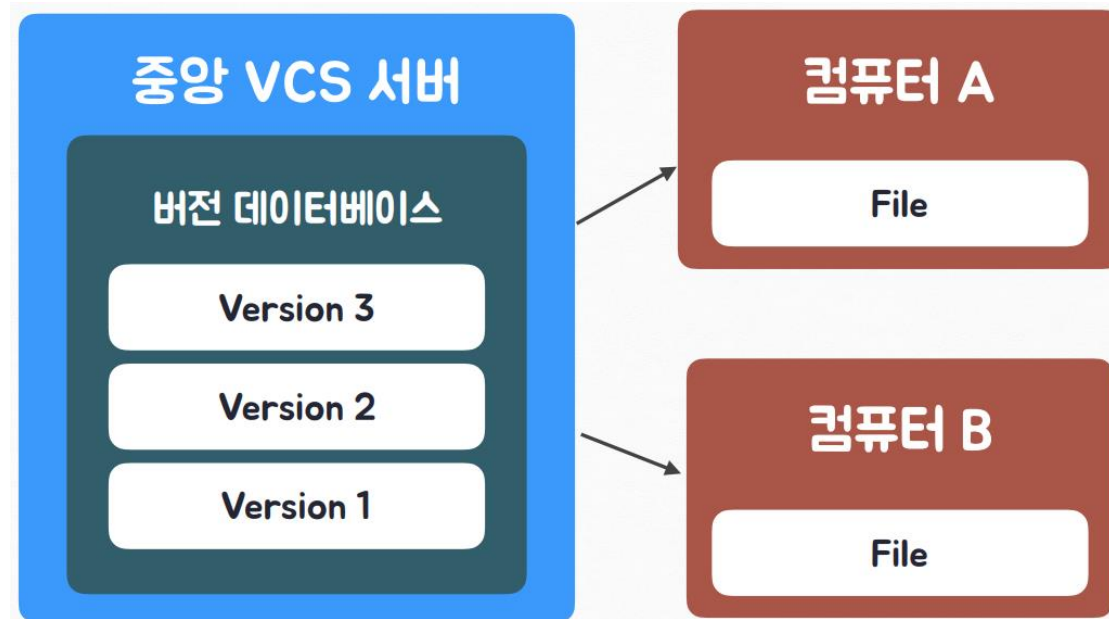 중앙 VCS 서버
버전 데이터베이스
Version 3
Version 2
Version 1
컴퓨터 A
File
컴퓨터 B
File